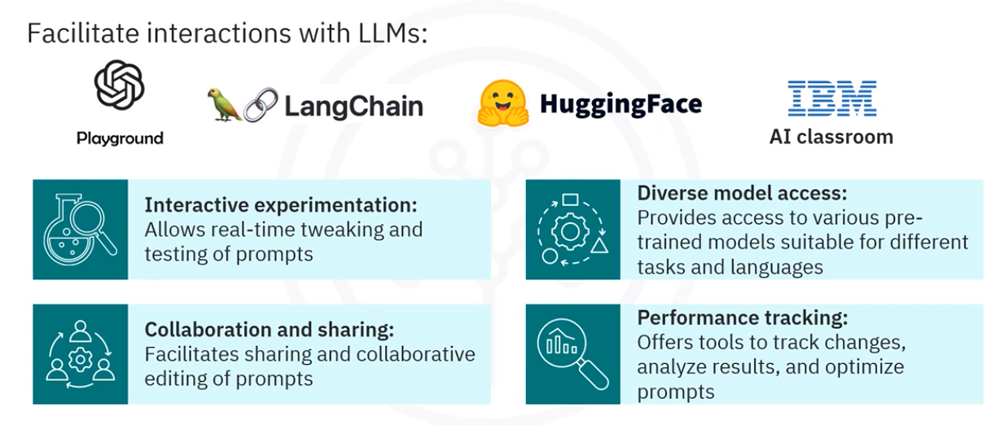 Facilitate interactions with LLMs:
Playground
LangChain
HuggingFace
IBM
AI classroom
Interactive experimentation:
Allows real-time tweaking and
testing of prompts
Diverse model access:
Provides access to various pre-
trained models suitable for different
tasks and languages
Collaboration and sharing:
Facilitates sharing and collaborative
editing of prompts
Performance tracking:
Offers tools to track changes,
analyze results, and optimize
prompts